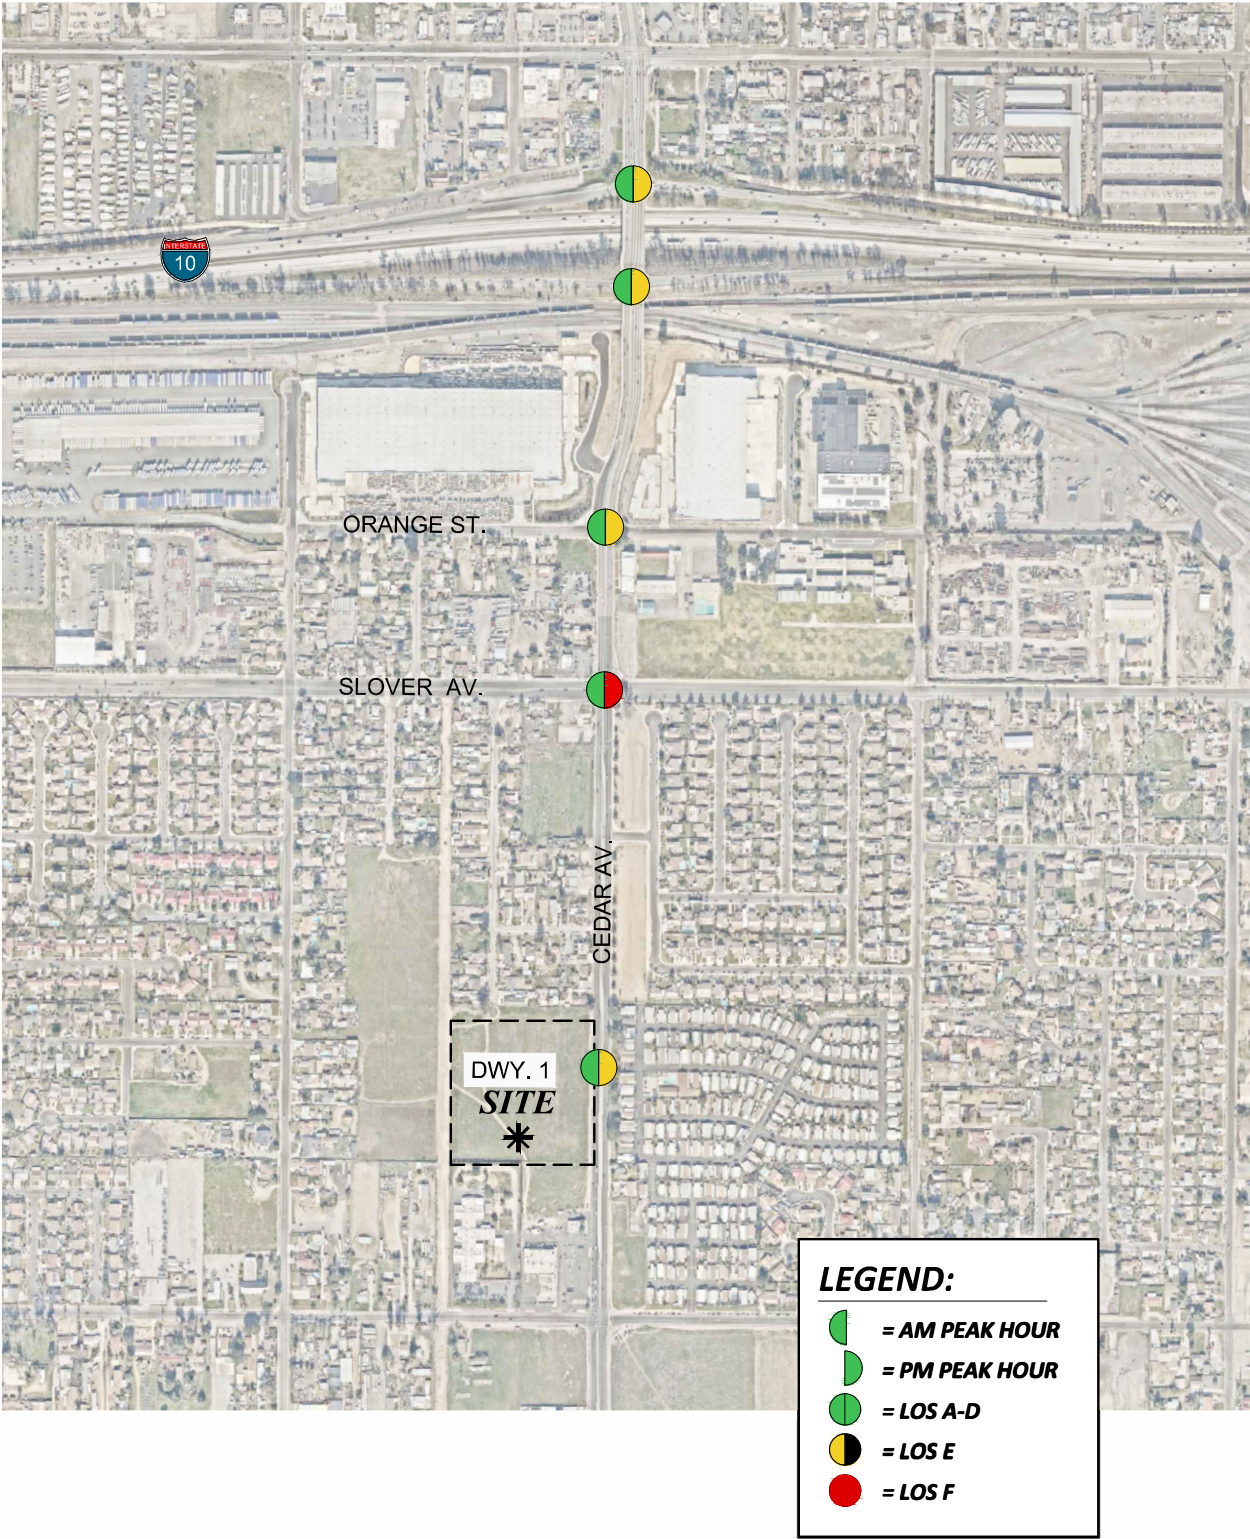 INTERSTATE
10
ORANGE ST.
SLOVER AV.
CEDAR AV.
DWY. 1
SITE
LEGEND:
= AM PEAK HOUR
= PM PEAK HOUR
= LOS A-D
= LOS E
= LOS F